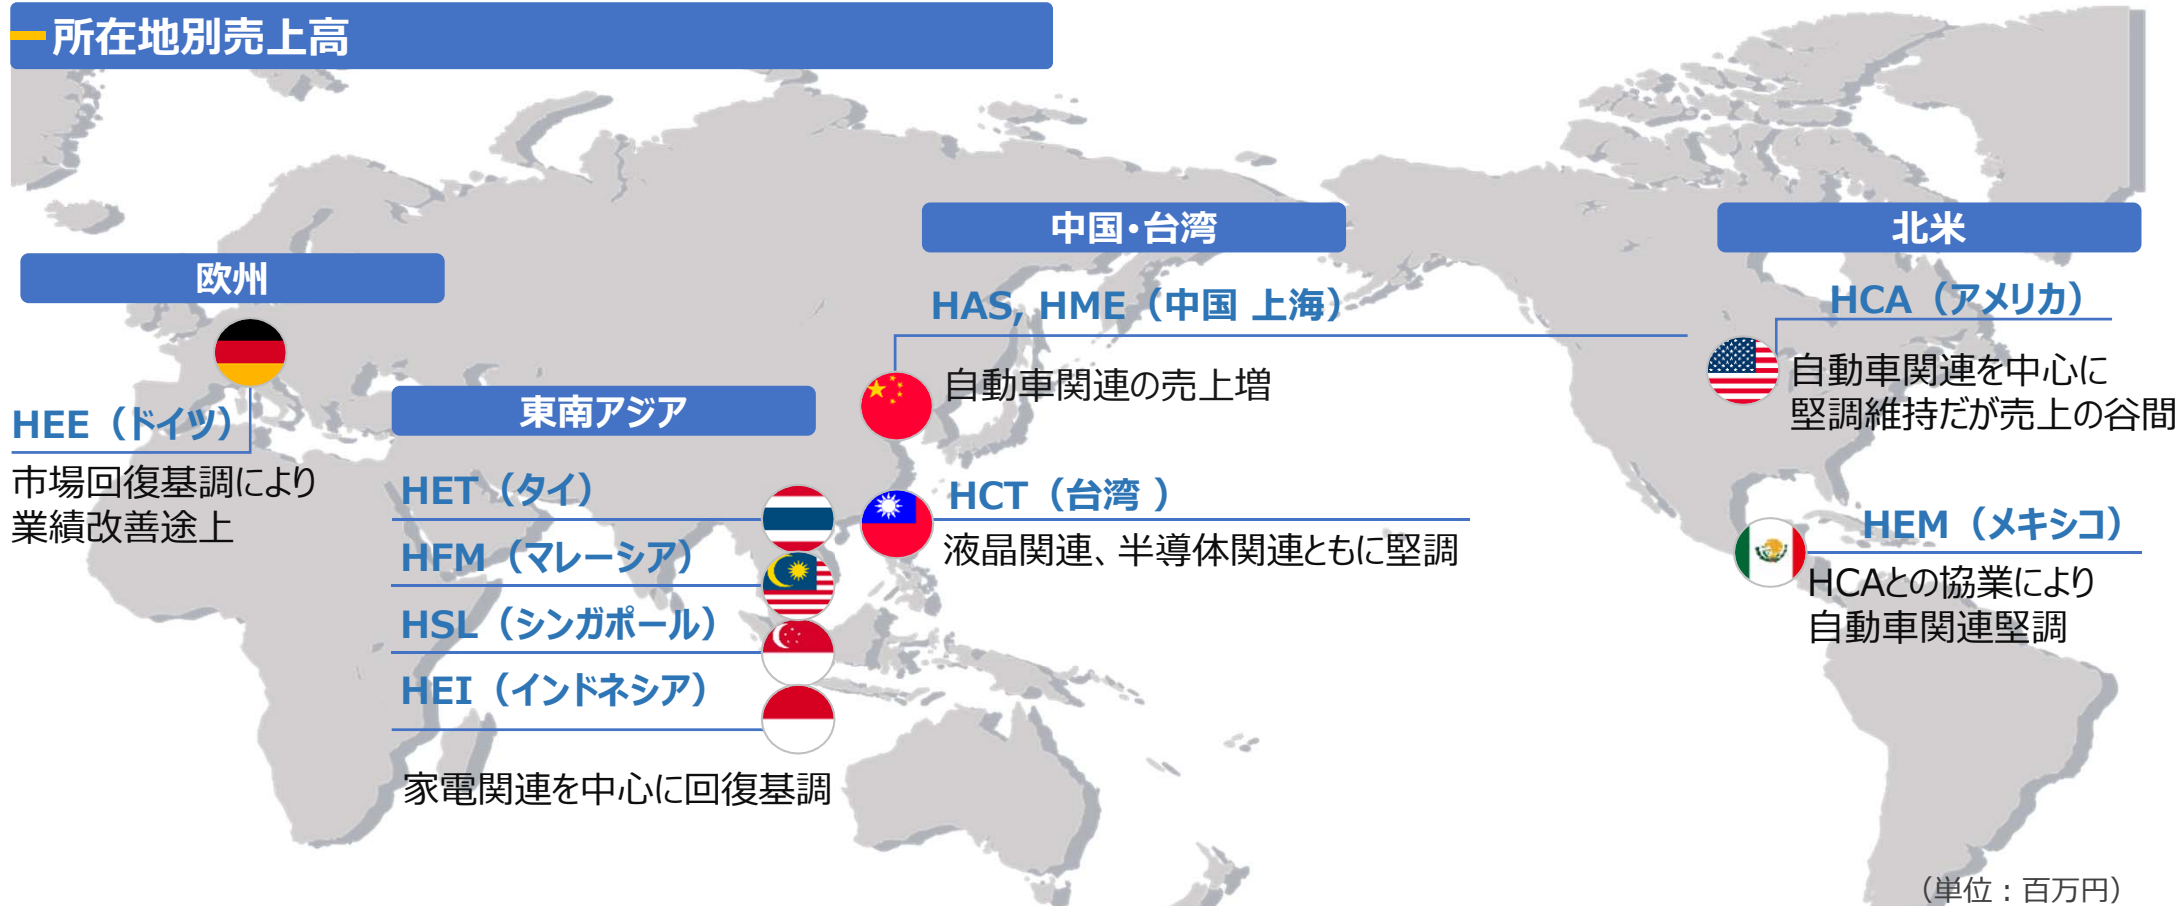 所在地別売上高
欧州
HEE（ドイツ）
市場回復基調により
業績改善途上
東南アジア
HET（タイ）
HFM（マレーシア）
HSL（シンガポール）
HEI（インドネシア）
家電関連を中心に回復基調
中国・台湾
HAS, HME（中国 上海）
自動車関連の売上増
HCT（台湾 ）
液晶関連、半導体関連ともに堅調
北米
HCA（アメリカ）
自動車関連を中心に
堅調維持だが売上の谷間
HEM（メキシコ）
HCAとの協業により
自動車関連堅調
（単位：百万円）